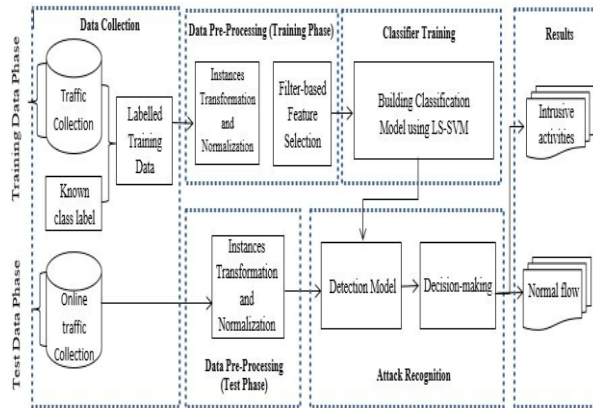 Data Collection
Data Pre-Processing (Training Phase)
Classifier Training
Results
Training Data Phase
Traffic
Collection
Known
class label
Labelled
Training
Data
Instances
Transformation
and
Normalization
Filter-based
Feature
Selection
Building Classification
Model using LS-SVM
Intrusive
activities
Test Data Phase
Online
traffic
Collection
Instances
Transformation
and
Normalization
Data Pre-Processing
(Test Phase)
Detection Model
Decision-making
Attack Recognition
Normal flow